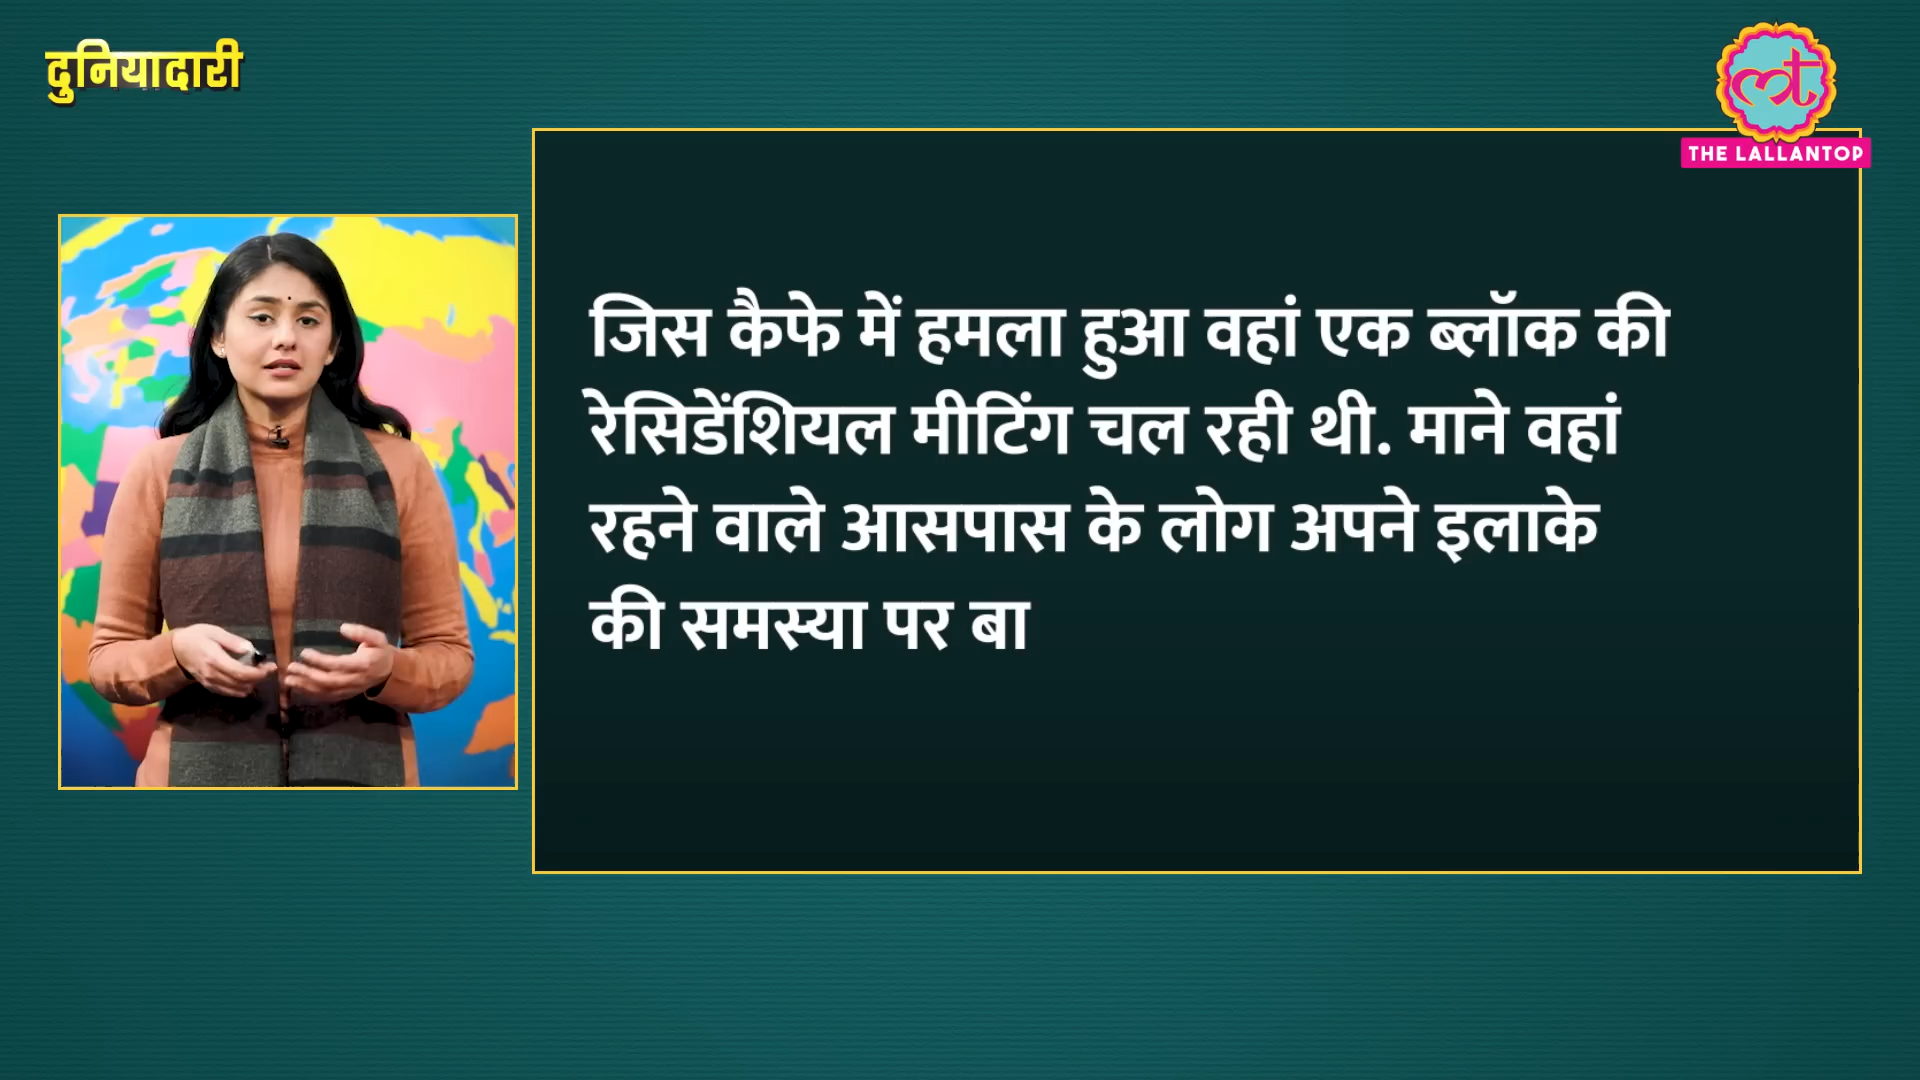 दुनियादारी
THE LALLANTOP
जिस कैफे में हमला हुआ वहां एक ब्लॉक की
रेसिडेंशियल मीटिंग चल रही थी. माने वहां
रहने वाले आसपास के लोग अपने इलाके
की समस्या पर बा